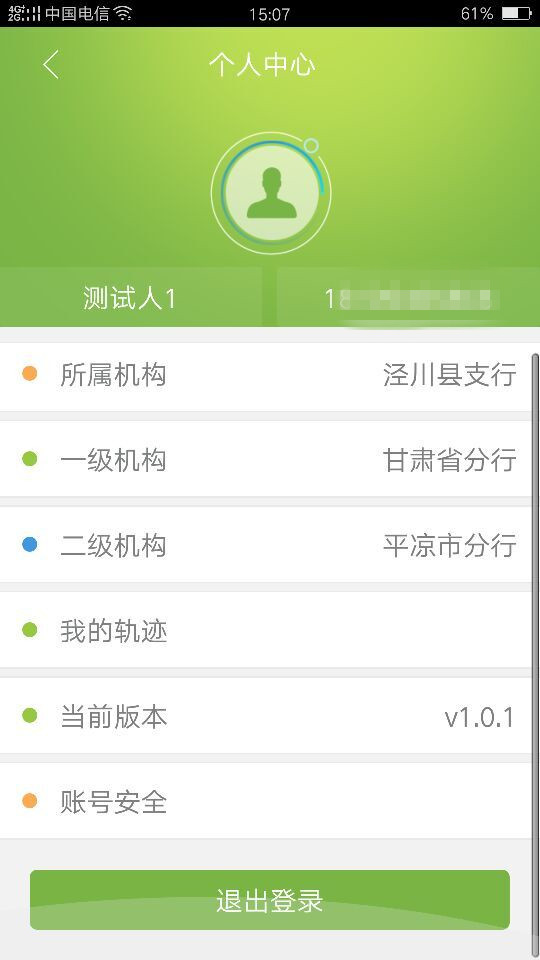 4G 2G 中国电信 15:07 61%
个人中心
测试人1 1
所属机构 泾川县支行
一级机构 甘肃省分行
二级机构 平凉市分行
我的轨迹
当前版本 v1.0.1
账号安全
退出登录